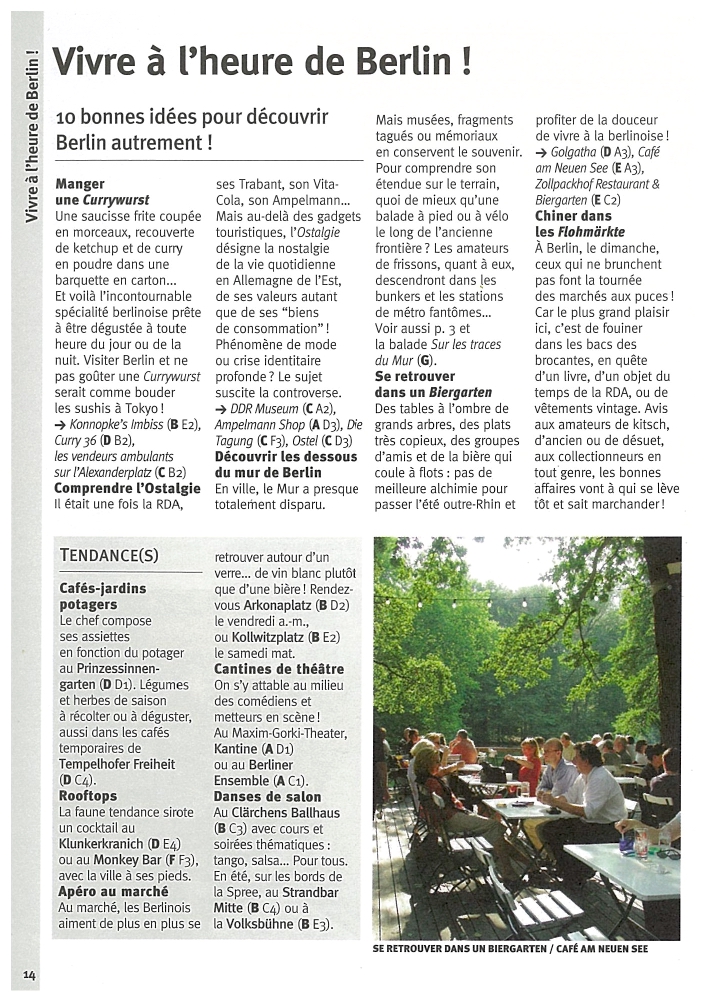 Vivre à l'heure de Berlin !
Vivre à l'heure de Berlin !
10 bonnes idées pour découvrir
Berlin autrement !
Manger
une Currywurst
Une saucisse frite coupée
en morceaux, recouverte
de ketchup et de curry
en poudre dans une
barquette en carton...
Et voilà l'incontournable
spécialité berlinoise prête
à être dégustée à toute
heure du jour ou de la
nuit. Visiter Berlin et ne
pas goûter une Currywurst
serait comme bouder
les sushis à Tokyo !
→ Konnopke's Imbiss (B E2),
Curry 36 (D B2),
les vendeurs ambulants
sur l'Alexanderplatz (C B2)
Comprendre l'Ostalgie
Il était une fois la RDA,
ses Trabant, son Vita-
Cola, son Ampelmann...
Mais au-delà des gadgets
touristiques, l'Ostalgie
désigne la nostalgie
de la vie quotidienne
en Allemagne de l'Est,
de ses valeurs autant
que de ses “biens
de consommation” !
Phénomène de mode
ou crise identitaire
profonde ? Le sujet
suscite la controverse.
→ DDR Museum (C A2),
Ampelmann Shop (A D3), Die
Tagung (C F3), Ostel (C D3)
Découvrir les dessous
du mur de Berlin
En ville, le Mur a presque
totalement disparu.
Mais musées, fragments
tagués ou mémoriaux
en conservent le souvenir.
Pour comprendre son
étendue sur le terrain,
quoi de mieux qu'une
balade à pied ou à vélo
le long de l'ancienne
frontière ? Les amateurs
de frissons, quant à eux,
descendront dans les
bunkers et les stations
de métro fantômes...
Voir aussi p. 3 et
la balade Sur les traces
du Mur (G).
Se retrouver
dans un Biergarten
Des tables à l'ombre de
grands arbres, des plats
très copieux, des groupes
d'amis et de la bière qui
coule à flots : pas de
meilleure alchimie pour
passer l'été outre-Rhin et
profiter de la douceur
de vivre à la berlinoise !
→ Golgatha (D A3), Café
am Neuen See (E A3),
Zollpackhof Restaurant &
Biergarten (E C2)
Chiner dans
les Flohmärkte
À Berlin, le dimanche,
ceux qui ne brunchent
pas font la tournée
des marchés aux puces !
Car le plus grand plaisir
ici, c'est de fouiner
dans les bacs des
brocantes, en quête
d'un livre, d'un objet du
temps de la RDA, ou de
vêtements vintage. Avis
aux amateurs de kitsch,
d'ancien ou de désuet,
aux collectionneurs en
tout genre, les bonnes
affaires vont à qui se lève
tôt et sait marchander !
TENDANCE(S)
Cafés-jardins
potagers
Le chef compose
ses assiettes
en fonction du potager
au Prinzessinnen-
garten (D D1). Légumes
et herbes de saison
à récolter ou à déguster,
aussi dans les cafés
temporaires de
Tempelhofer Freiheit
(D C4).
Rooftops
La faune tendance sirote
un cocktail au
Klunkerkranich (D E4)
ou au Monkey Bar (F F3),
avec la ville à ses pieds.
Apéro au marché
Au marché, les Berlinois
aiment de plus en plus se
retrouver autour d'un
verre... de vin blanc plutôt
que d'une bière ! Rendez-
vous Arkonaplatz (B D2)
le vendredi a.-m.,
ou Kollwitzplatz (B E2)
le samedi mat.
Cantines de théâtre
On s'y attable au milieu
des comédiens et
metteurs en scène !
Au Maxim-Gorki-Theater,
Kantine (A D1)
ou au Berliner
Ensemble (A C1).
Danses de salon
Au Clärchens Ballhaus
(B C3) avec cours et
soirées thématiques :
tango, salsa... Pour tous.
En été, sur les bords de
la Spree, au Strandbar
Mitte (B C4) ou à
la Volksbühne (B E3).
SE RETROUVER DANS UN BIERGARTEN / CAFÉ AM NEUEN SEE
14